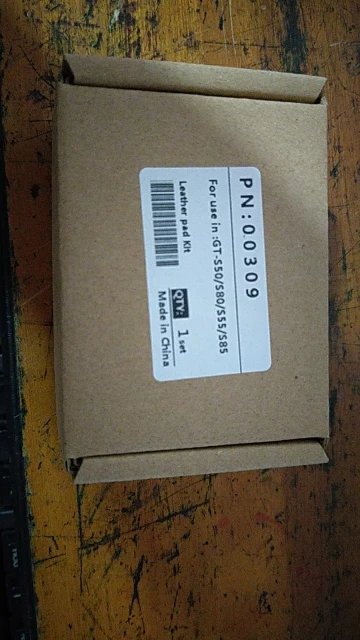 PN:00309
For use in :GT-S50/S80/S55/S85
Leather pad Kit
QTY: 1 set
Made in China